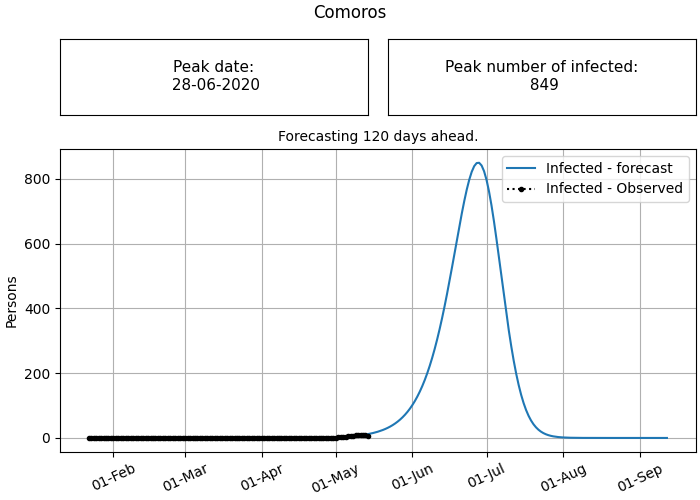 Comoros
Peak date:
28-06-2020
Peak number of infected:
849
Forecasting 120 days ahead.
Infected - forecast
Infected - Observed
Persons
800
600
400
200
0
01-Feb
01-Mar
01-Apr
01-May
01-Jun
01-Jul
01-Aug
01-Sep